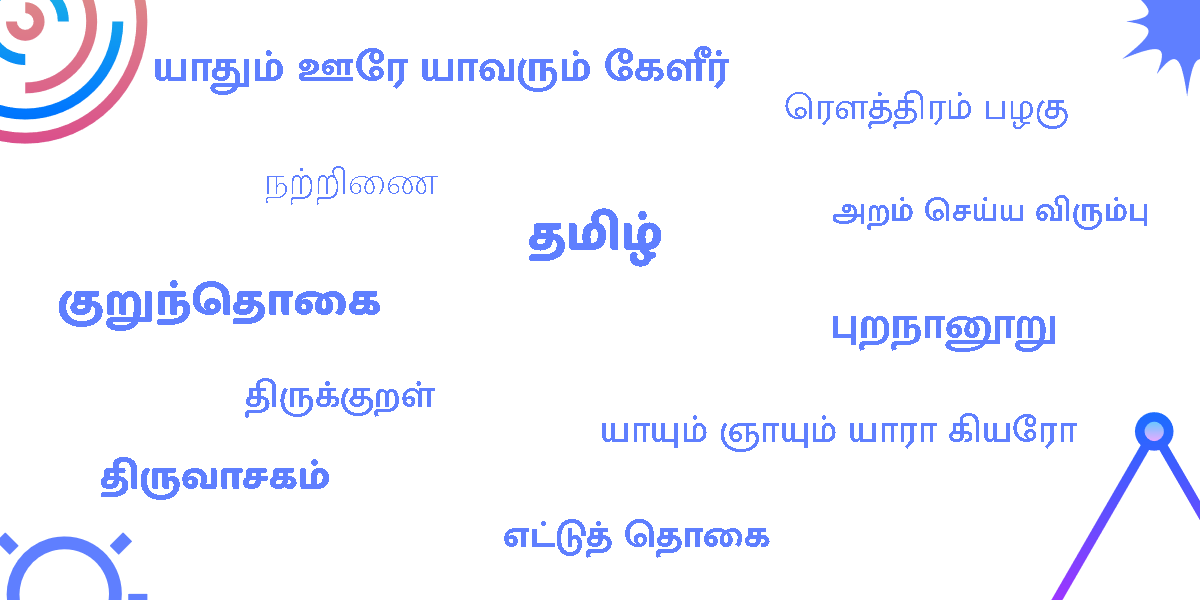 யாதும் ஊரே யாவரும் கேளீர்
ரௌத்திரம் பழகு
நற்றிணை
அறம் செய்ய விரும்பு
தமிழ்
குறுந்தொகை
புறநானூறு
திருக்குறள்
யாயும் ஞாயும் யாரா கியரோ
திருவாசகம்
எட்டுத் தொகை